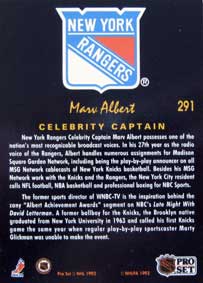 NEW YORK
RANGERS
®
Marv Albert
291
CELEBRITY CAPTAIN
New York Rangers Celebrity Captain Marv Albert possesses one of the
nation's most recognizable broadcast voices. In his 27th year as the radio
voice of the Rangers, Albert handles numerous assignments for Madison
Square Garden Network, including being the play-by-play announcer on all
MSG Network cablecasts of New York Knicks basketball. Besides his MSG
Network work with the Knicks and the Rangers, the New York City resident
calls NFL football, NBA basketball and professional boxing for NBC Sports.
The former sports director of WNBC-TV is the inspiration behind the
zany "Albert Achievement Awards" segment on NBC's Late Night With
David Letterman. A former ballboy for the Knicks, the Brooklyn native
graduated from New York University in 1963 and called his first Knicks
game the same year when regular play-by-play sportscaster Marty
Glickman was unable to make the event.
Pro Set © NHL 1992
© NHLPA 1992
PRO
SET